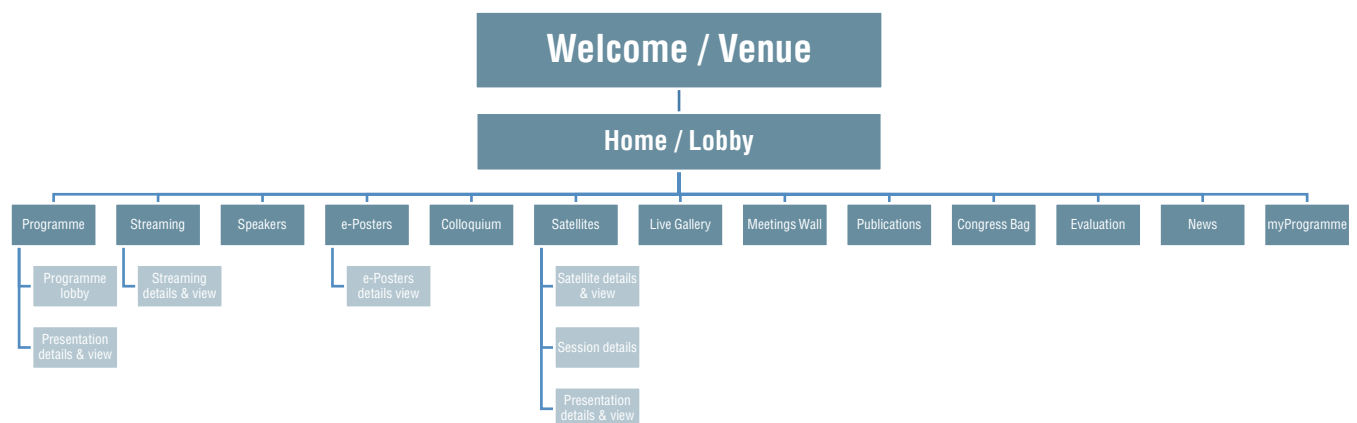 Welcome / Venue
Home / Lobby
Programme
Streaming
Speakers
e-Posters
Colloquium
Satellites
Live Gallery
Meetings Wall
Publications
Congress Bag
Evaluation
News
myProgramme
Programme
lobby
Streaming
details & view
e-Posters
details view
Satellite details
& view
Presentation
details & view
Session details
Presentation
details & view